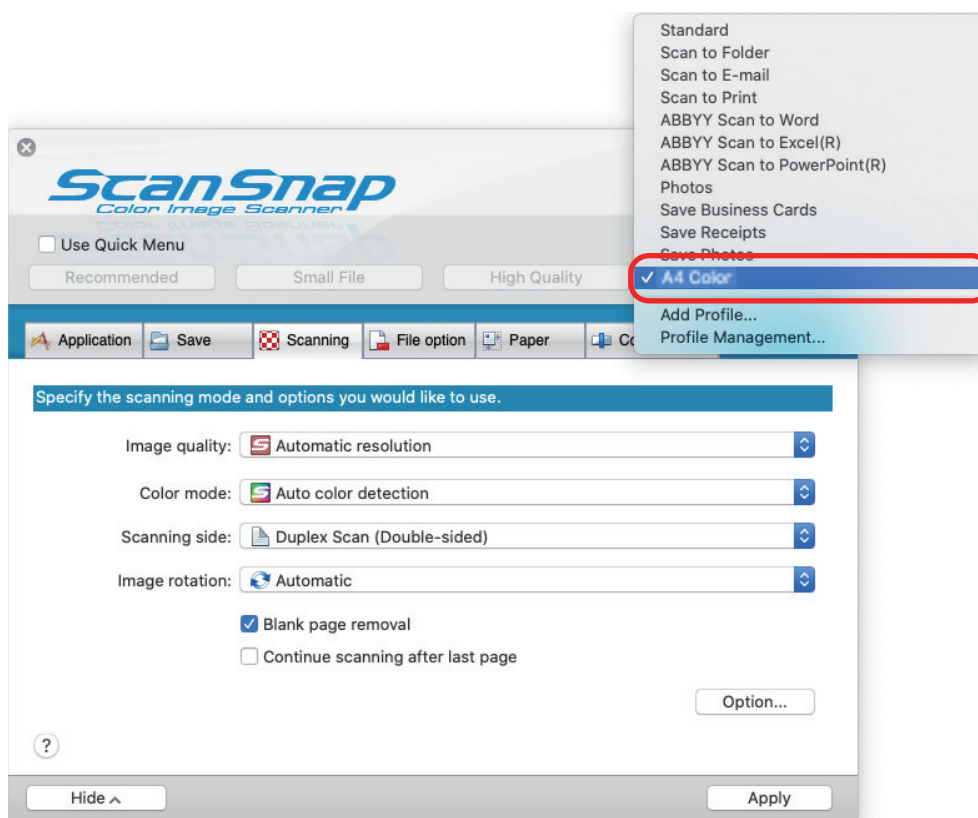 Standard
Scan to Folder
Scan to E-mail
Scan to Print
ABBYY Scan to Word
ABBYY Scan to Excel(R)
ABBYY Scan to PowerPoint(R)
Photos
Save Business Cards
Save Receipts
Save Photos
A4 Color
Add Profile...
Profile Management...
ScanSnap
Color Image Scanner
Use Quick Menu
Recommended Small File High Quality
Application Save Scanning File option Paper
Specify the scanning mode and options you would like to use.
Image quality: Automatic resolution
Color mode: Auto color detection
Scanning side: Duplex Scan (Double-sided)
Image rotation: Automatic
Blank page removal
Continue scanning after last page
Option...
?
Hide
Apply